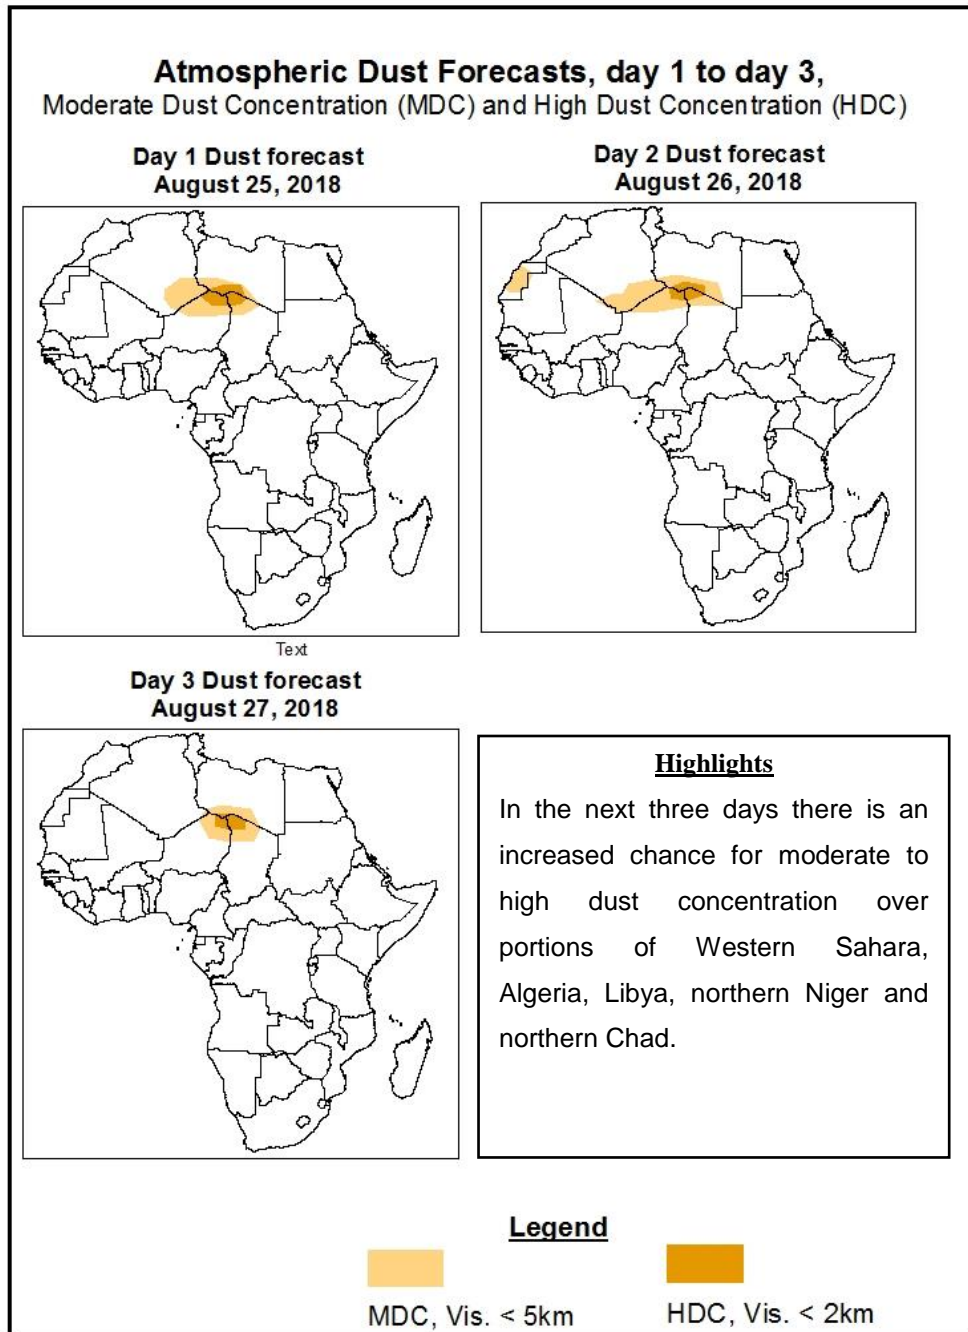 Atmospheric Dust Forecasts, day 1 to day 3,
Moderate Dust Concentration (MDC) and High Dust Concentration (HDC)
Day 1 Dust forecast
August 25, 2018
Day 2 Dust forecast
August 26, 2018
Text
Day 3 Dust forecast
August 27, 2018
Highlights
In the next three days there is an
increased chance for moderate to
high dust concentration over
portions of Western Sahara,
Algeria, Libya, northern Niger and
northern Chad.
Legend
MDC, Vis. < 5km
HDC, Vis. < 2km